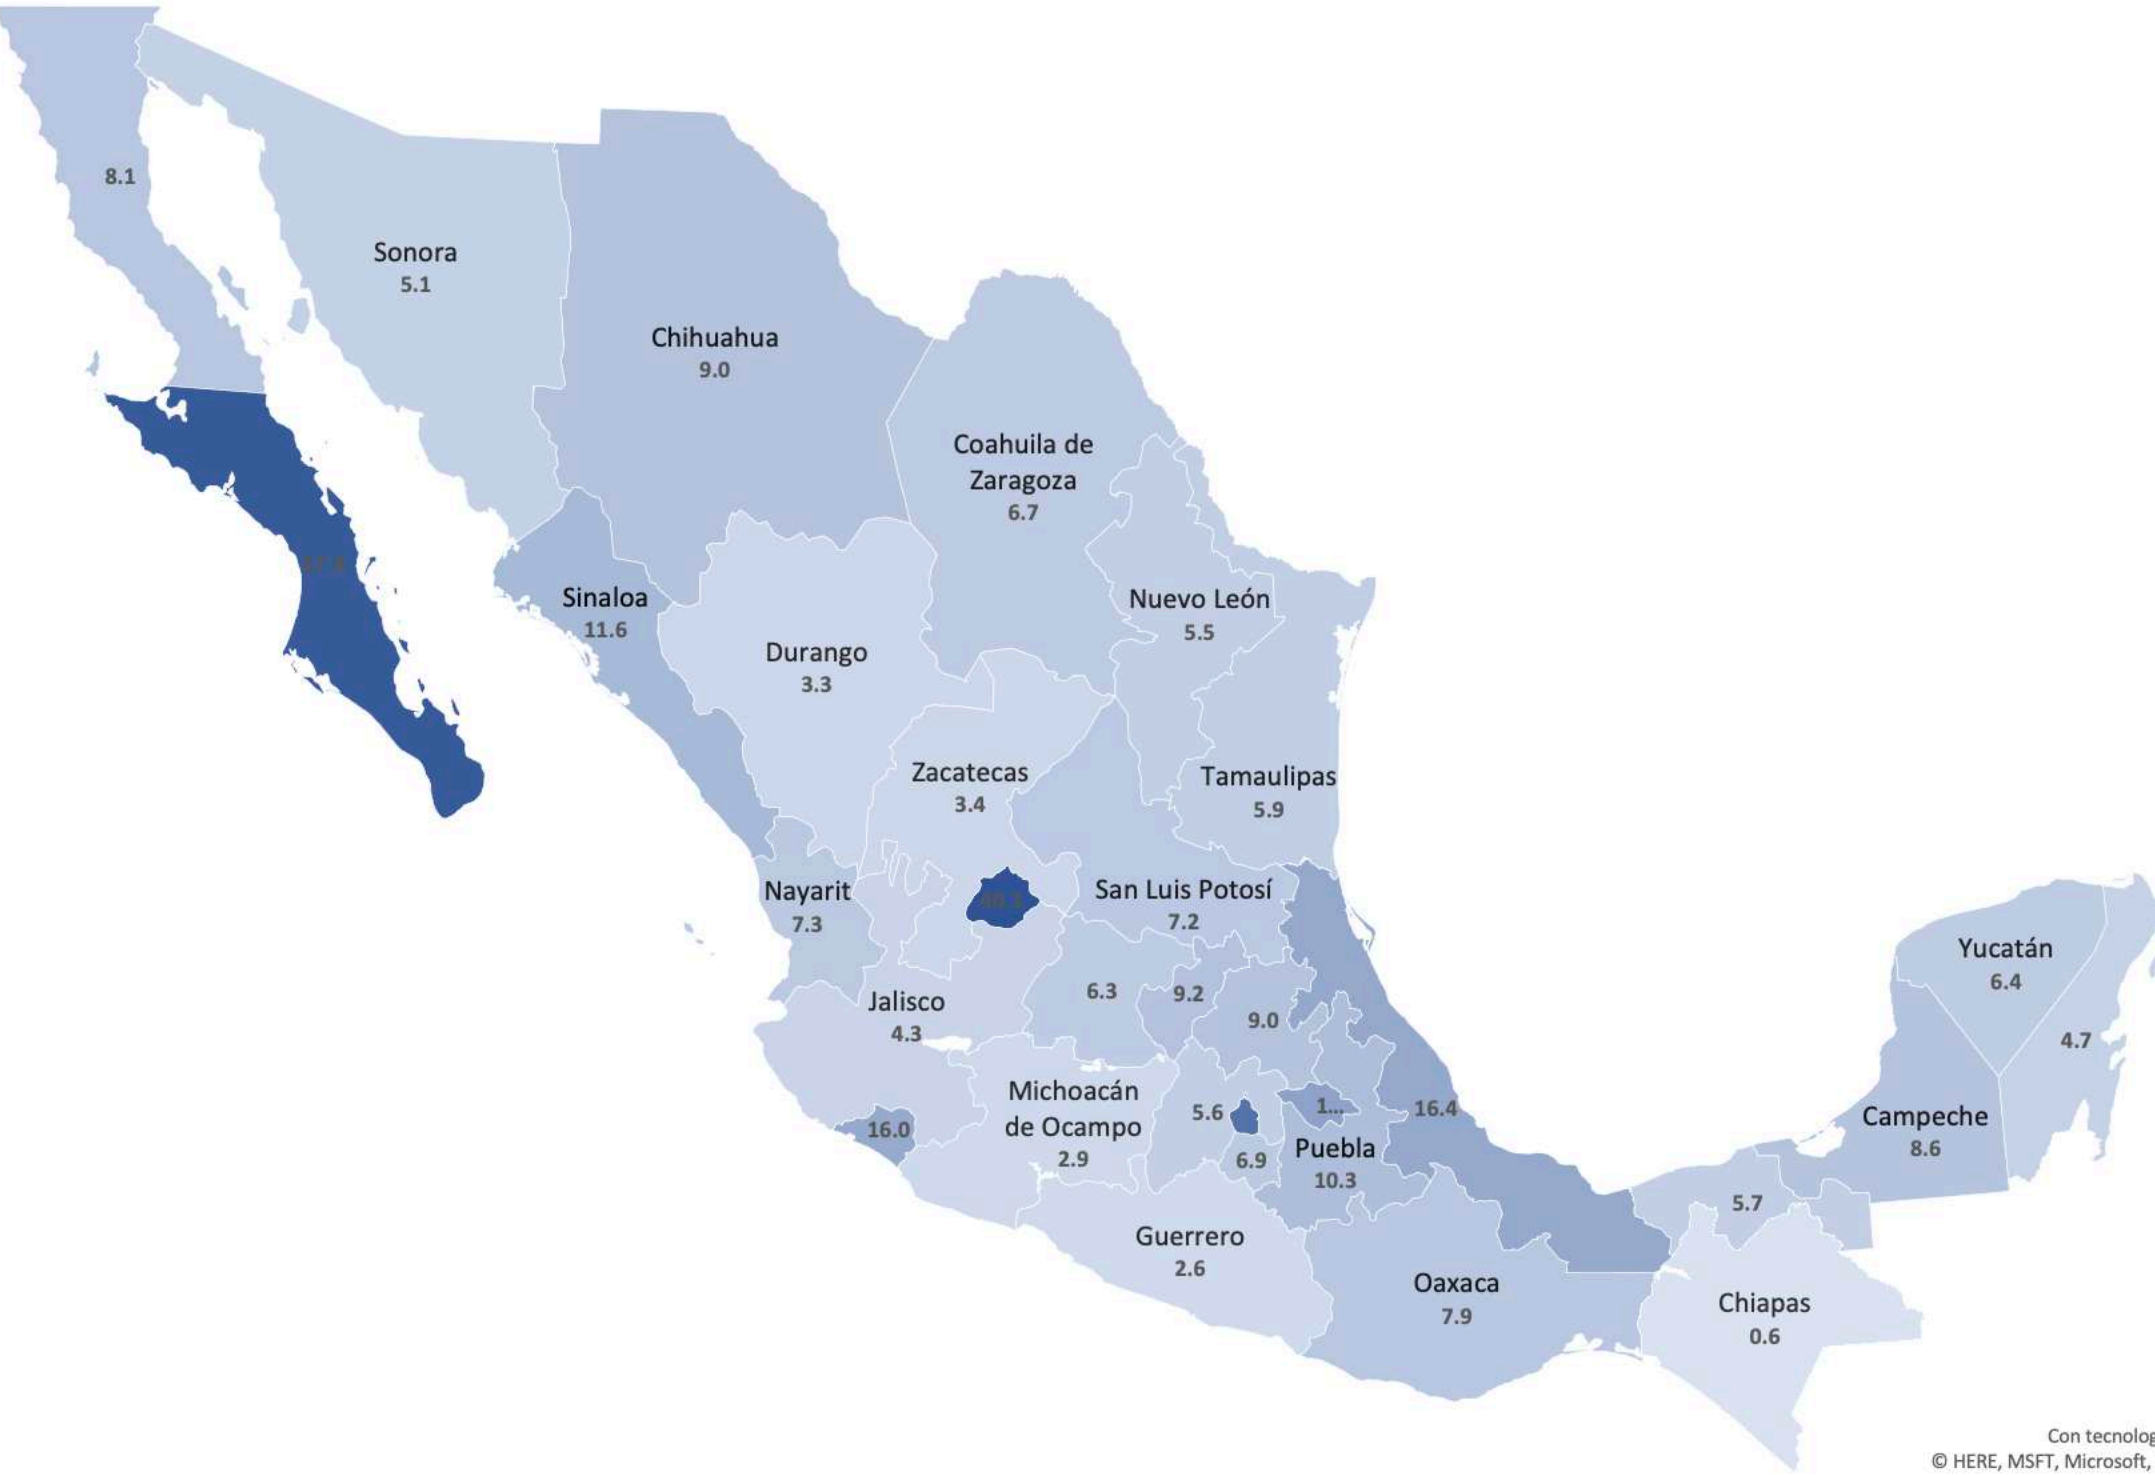 8.1
Sonora
5.1
Chihuahua
9.0
Coahuila de
Zaragoza
6.7
Sinaloa
11.6
Nuevo León
5.5
Durango
3.3
Zacatecas
3.4
Tamaulipas
5.9
Nayarit
7.3
San Luis Potosí
7.2
Yucatán
6.4
Jalisco
4.3
6.3
9.2
9.0
4.7
Michoacán
de Ocampo
2.9
5.6
1...
16.4
16.0
Campeche
8.6
6.9
Puebla
10.3
5.7
Guerrero
2.6
Oaxaca
7.9
Chiapas
0.6
Con tecnolog
© HERE, MSFT, Microsoft,